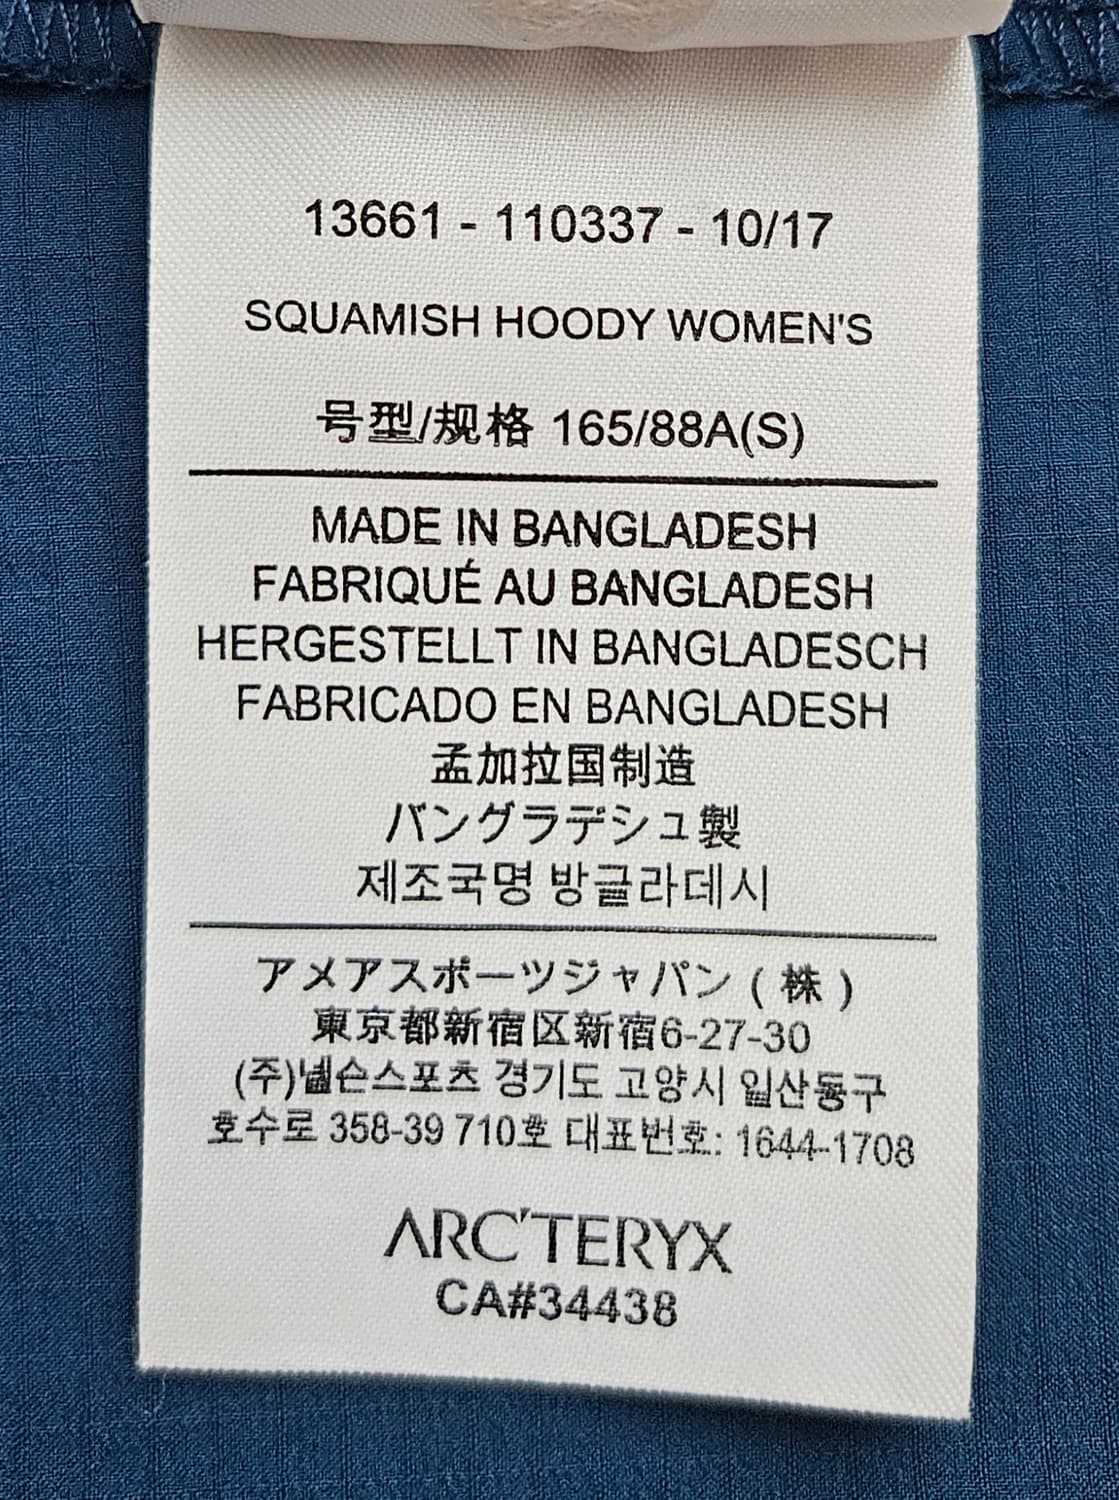 13661 - 110337 - 10/17
SQUAMISH HOODY WOMEN'S
号型/规格 165/88A(S)
MADE IN BANGLADESH
FABRIQUÉ AU BANGLADESH
HERGESTELLT IN BANGLADESCH
FABRICADO EN BANGLADESH
孟加拉国制造
バングラデシュ製
제조국명 방글라데시
アメアスポーツジャパン ( 株 )
東京都新宿区新宿6-27-30
(주)넬슨스포츠 경기도 고양시 일산동구
호수로 358-39 710호 대표번호: 1644-1708
ARC'TERYX
CA#34438